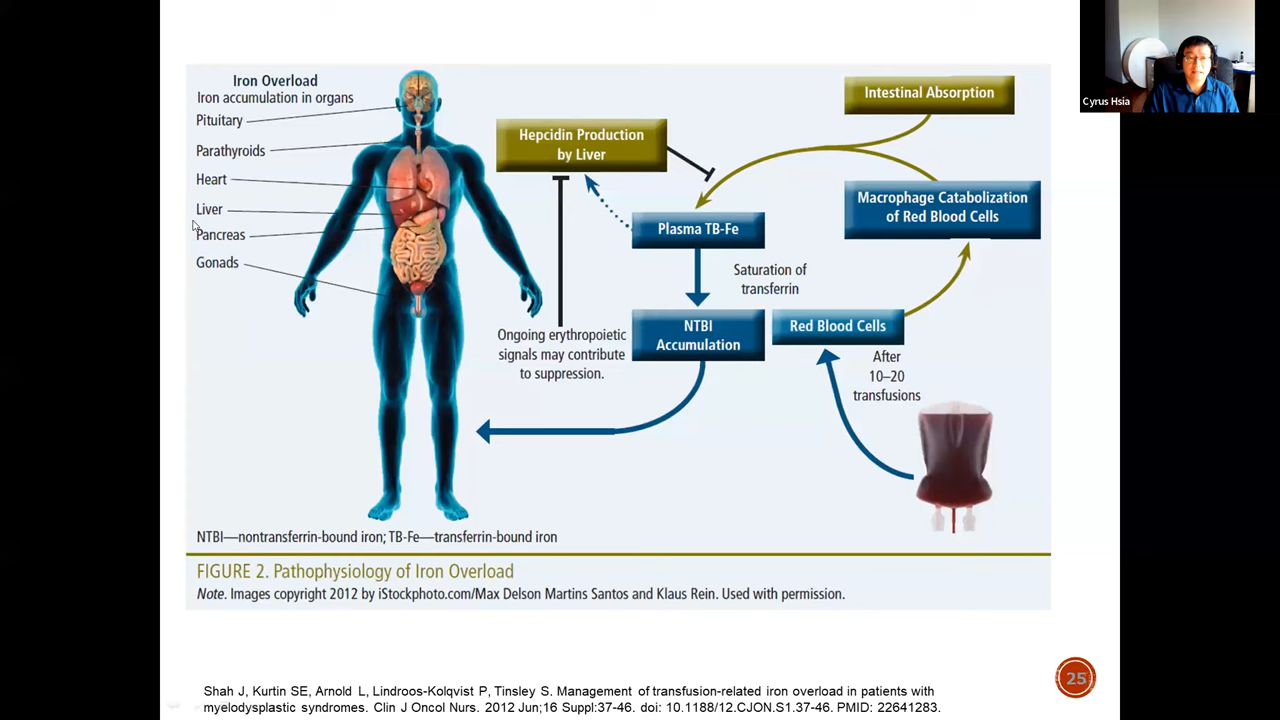 Cyrus Hsia
Iron Overload
Iron accumulation in organs
Pituitary
Parathyroids
Heart
Liver
Pancreas
Gonads
Hepcidin Production
by Liver
Intestinal Absorption
Macrophage Catabolization
of Red Blood Cells
Plasma TB-Fe
Saturation of
transferrin
NTBI
Accumulation
Red Blood Cells
Ongoing erythropoietic
signals may contribute
to suppression.
After
10–20
transfusions
NTBI—nontransferrin-bound iron; TB-Fe—transferrin-bound iron
FIGURE 2. Pathophysiology of Iron Overload
Note. Images copyright 2012 by iStockphoto.com/Max Delson Martins Santos and Klaus Rein. Used with permission.
25
Shah J, Kurtin SE, Arnold L, Lindroos-Kolqvist P, Tinsley S. Management of transfusion-related iron overload in patients with
myelodysplastic syndromes. Clin J Oncol Nurs. 2012 Jun;16 Suppl:37-46. doi: 10.1188/12.CJON.S1.37-46. PMID: 22641283.